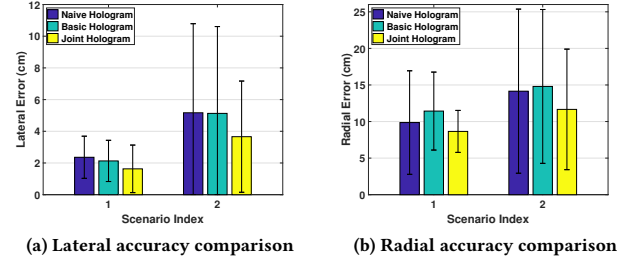 12
10
8
6
4
2
0
Lateral Error (cm)
Naive Hologram
Basic Hologram
Joint Hologram
1
2
Scenario Index
(a) Lateral accuracy comparison
25
20
15
10
5
0
Radial Error (cm)
Naive Hologram
Basic Hologram
Joint Hologram
1
2
Scenario Index
(b) Radial accuracy comparison